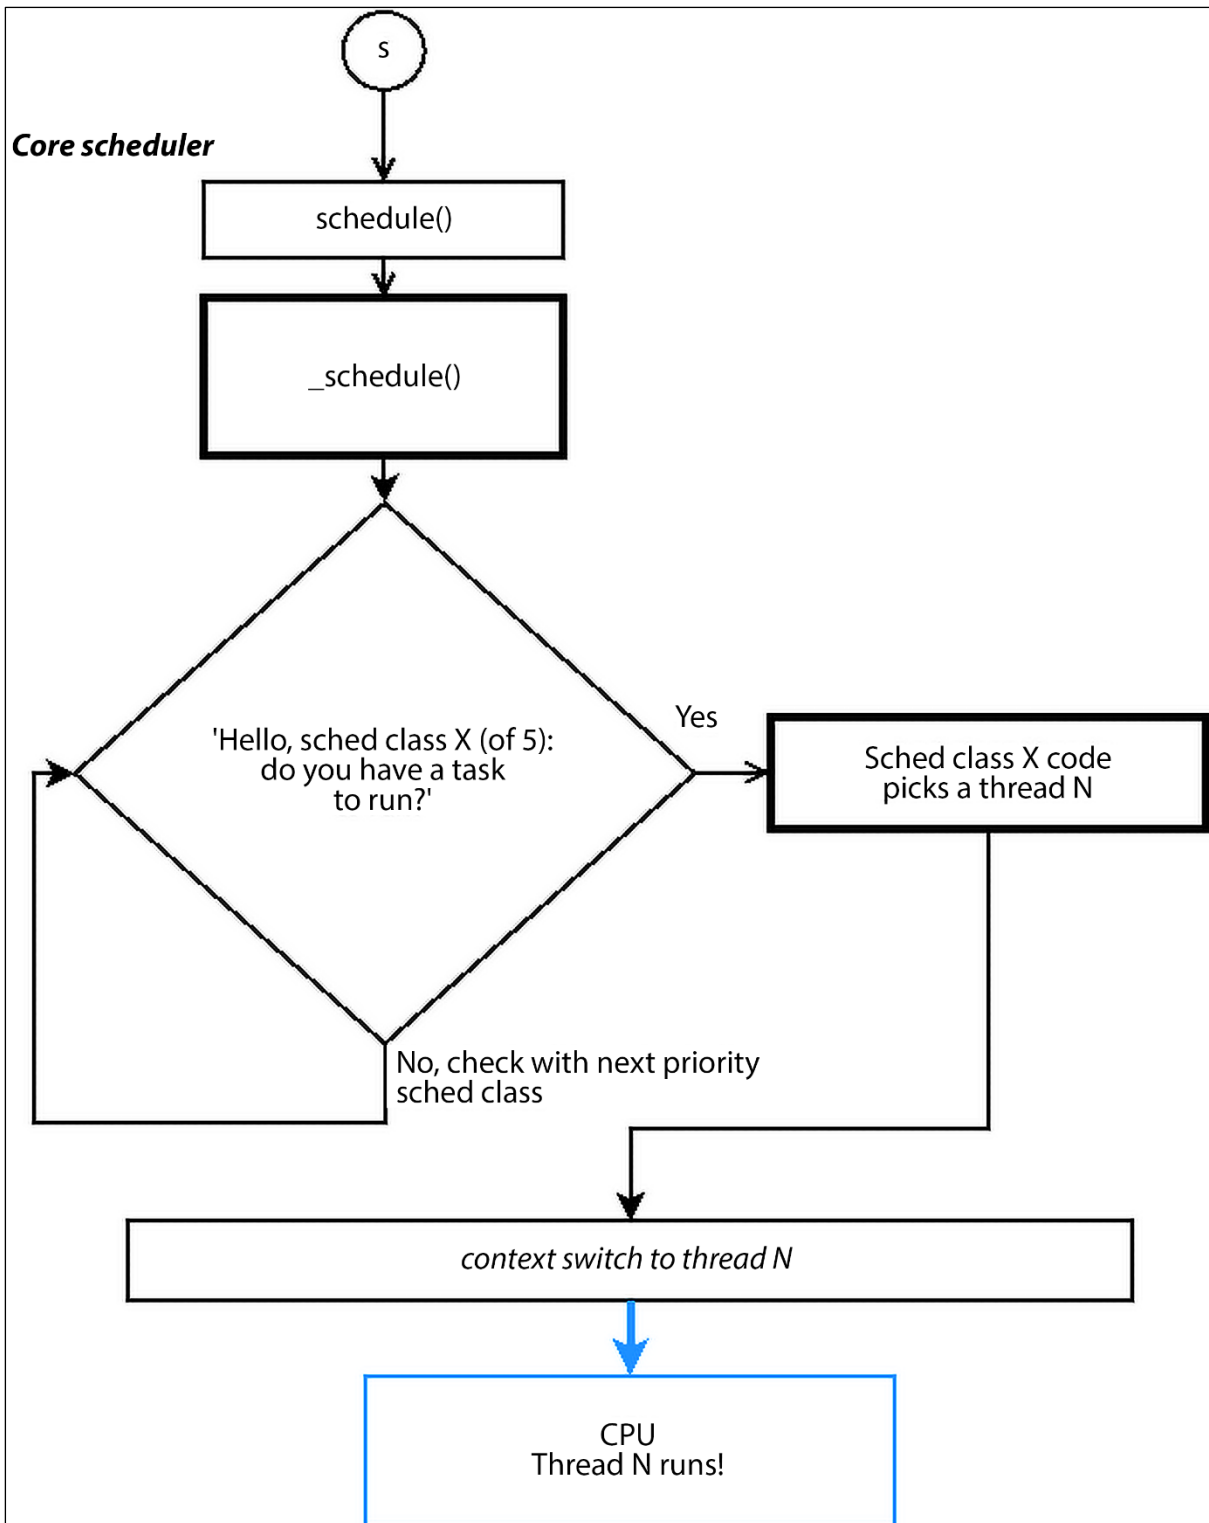 s
Core scheduler
schedule()
_schedule()
Yes
'Hello, sched class X (of 5):
do you have a task
to run?'
Sched class X code
picks a thread N
No, check with next priority
sched class
context switch to thread N
CPU
Thread N runs!